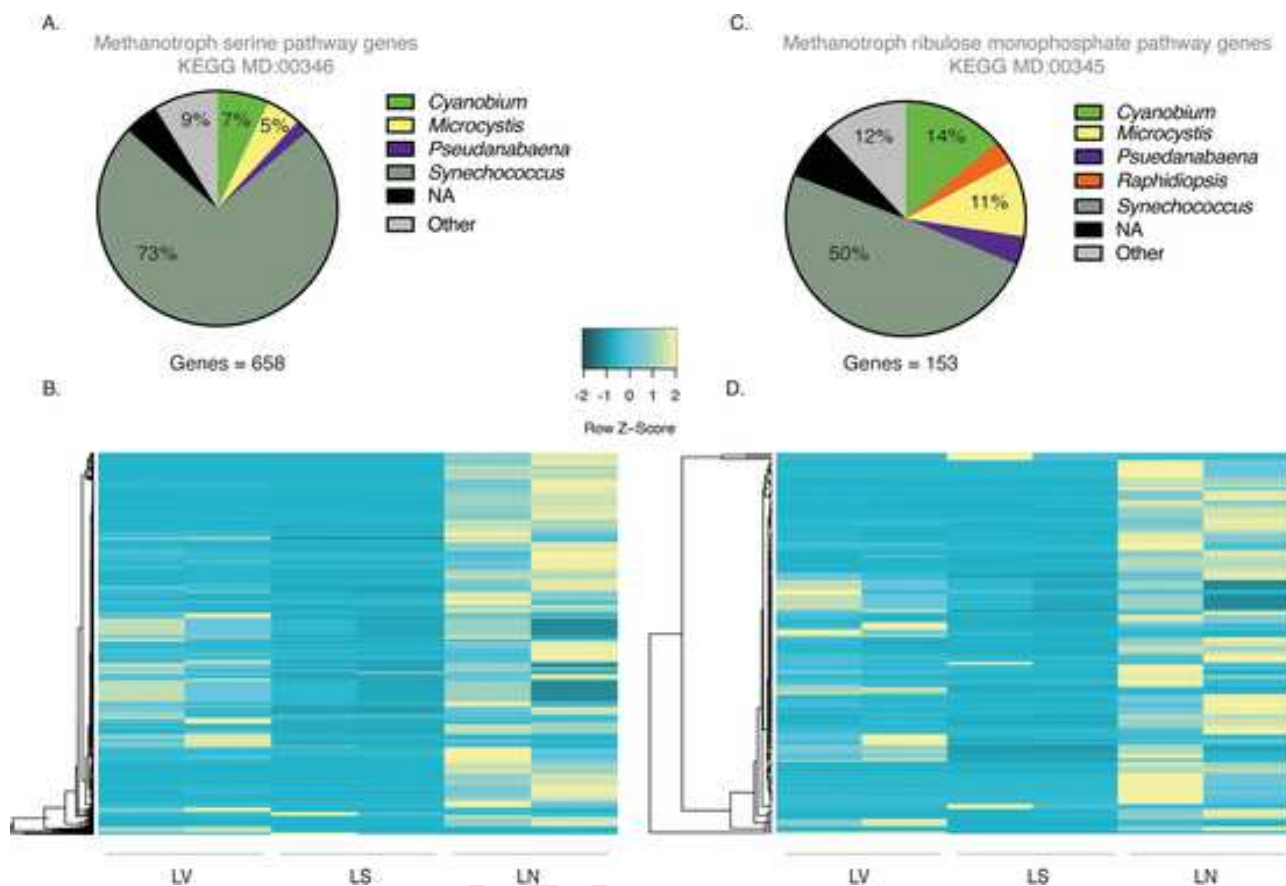 A.
Methanotroph serine pathway genes
KEGG MD:00346
9%
7%
5%
73%
Cyanobium
Microcystis
Pseudanabaena
Synechococcus
NA
Other
Genes = 658
C.
Methanotroph ribulose monophosphate pathway genes
KEGG MD:00345
12%
14%
11%
50%
Cyanobium
Microcystis
Psuedanabaena
Raphidiopsis
Synechococcus
NA
Other
Genes = 153
-2 -1 0 1 2
Row Z-Score
B.
LV LS LN
D.
LV LS LN